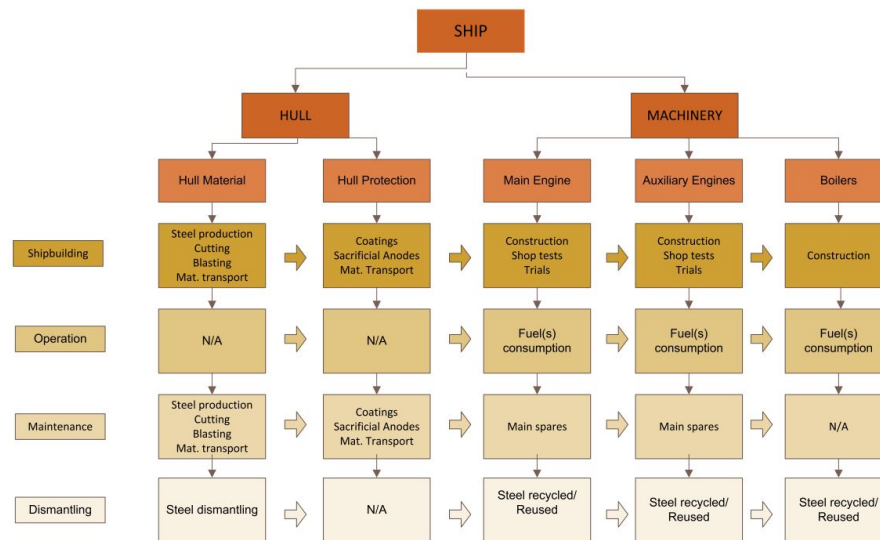 SHIP
HULL
MACHINERY
Hull Material
Hull Protection
Main Engine
Auxiliary Engines
Boilers
Shipbuilding
Steel production
Cutting
Blasting
Mat. transport
Coatings
Sacrificial Anodes
Mat. Transport
Construction
Shop tests
Trials
Construction
Shop tests
Trials
Construction
Operation
N/A
N/A
Fuel(s)
consumption
Fuel(s)
consumption
Fuel(s)
consumption
Maintenance
Steel production
Cutting
Blasting
Mat. transport
Coatings
Sacrificial Anodes
Mat. Transport
Main spares
Main spares
N/A
Dismantling
Steel dismantling
N/A
Steel recycled/
Reused
Steel recycled/
Reused
Steel recycled/
Reused